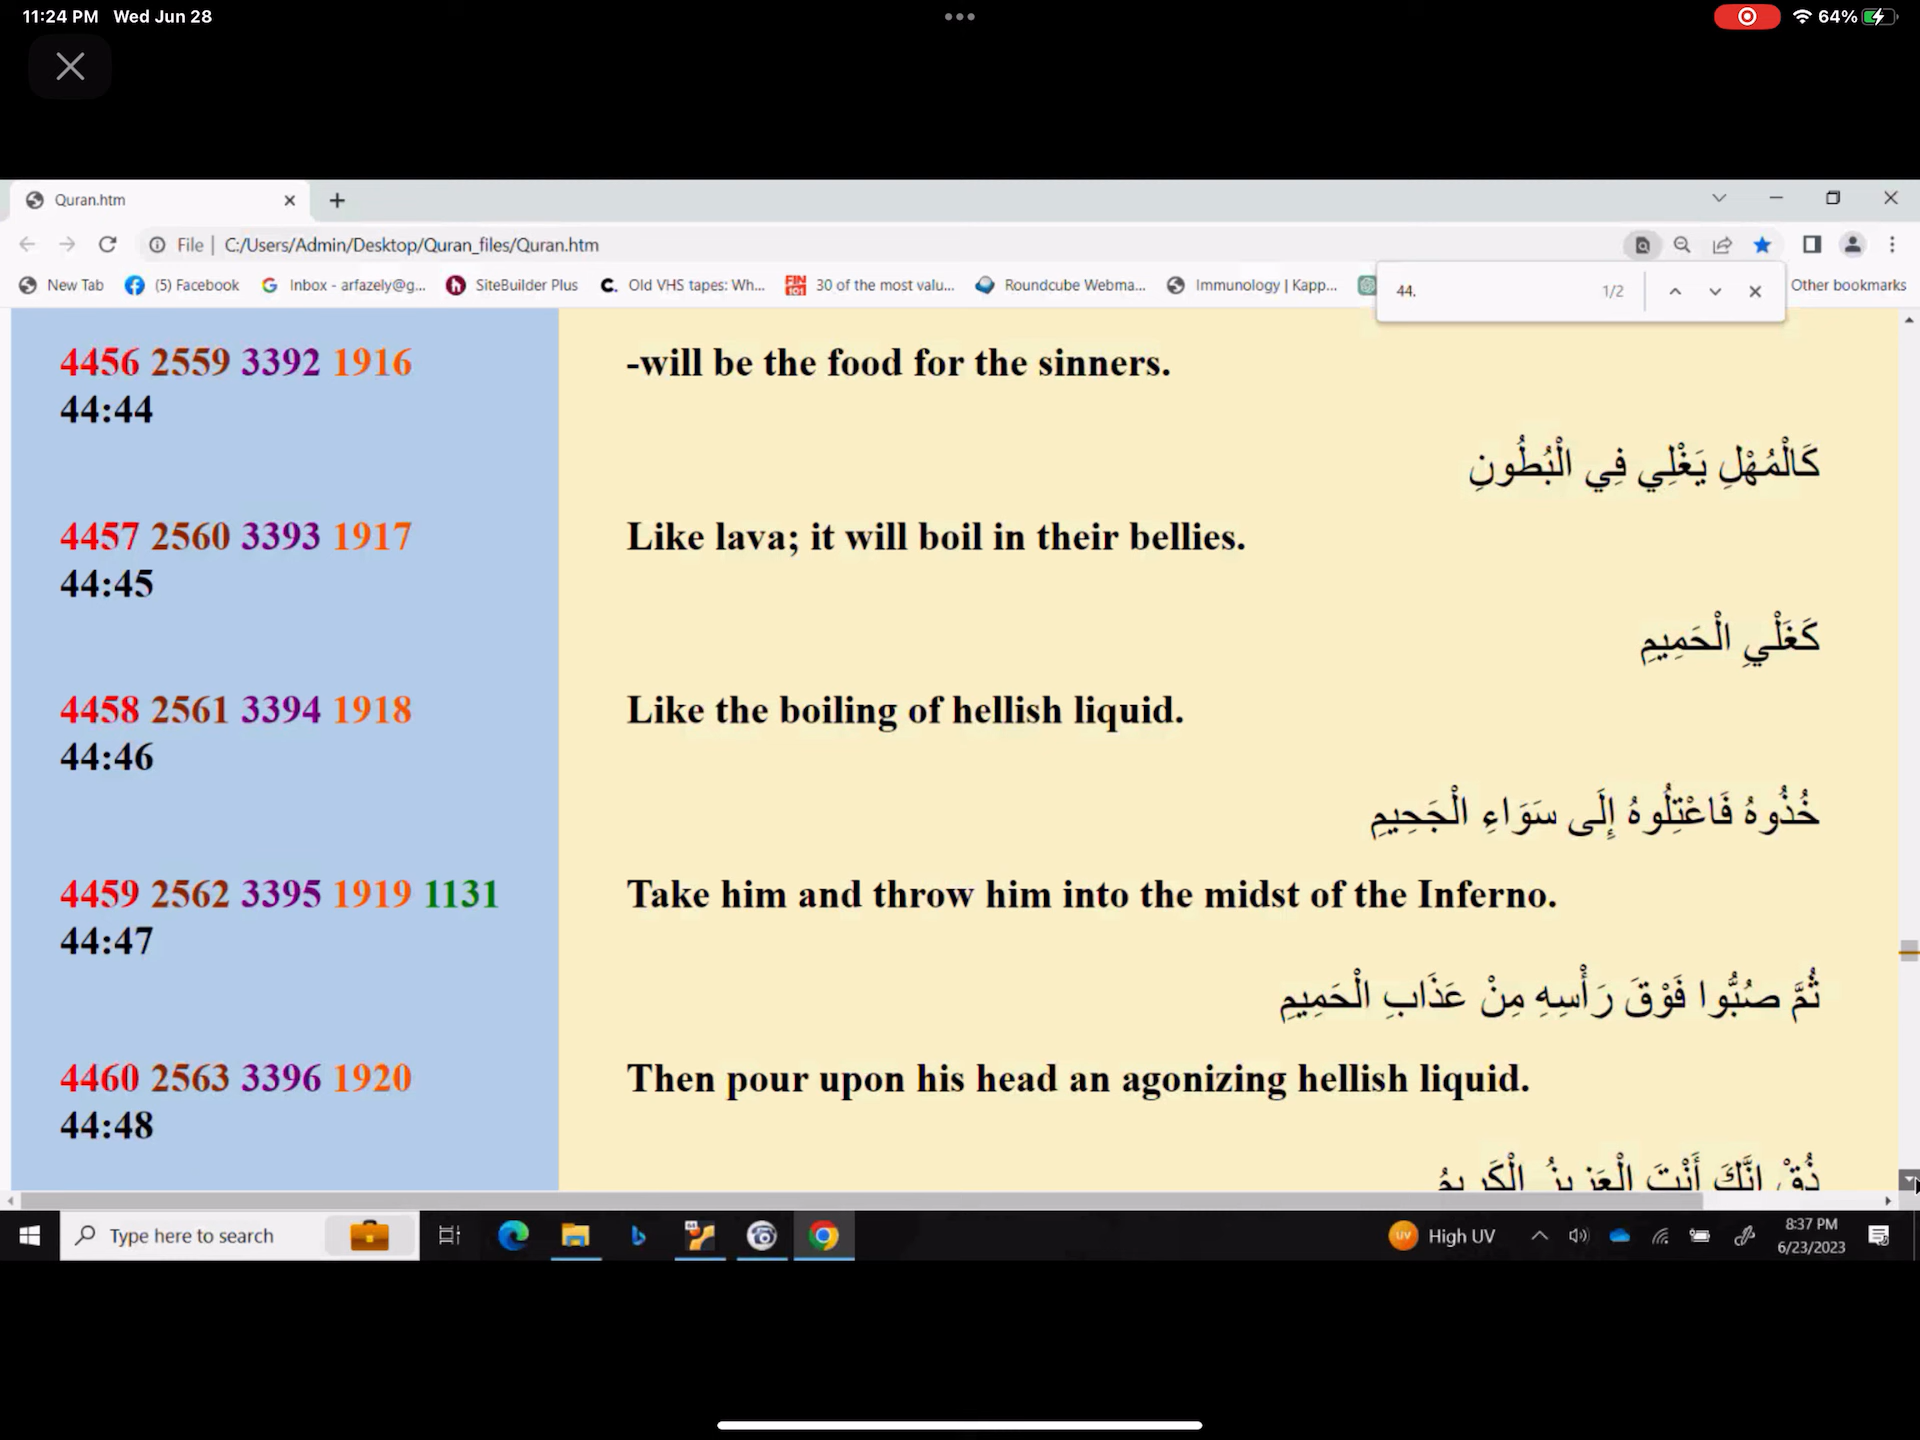 11:24 PM Wed Jun 28
64%
Quran.htm
File | C:/Users/Admin/Desktop/Quran_files/Quran.htm
New Tab (5) Facebook Inbox - arfazely@g... SiteBuilder Plus Old VHS tapes: Wh... FIN 101 30 of the most valu... Roundcube Webma... Immunology | Kapp... Other bookmarks
44. 1/2
4456 2559 3392 1916 -will be the food for the sinners.
44:44
كَالْمُهْلِ يَغْلِي فِي الْبُطُونِ
4457 2560 3393 1917 Like lava; it will boil in their bellies.
44:45
كَغَلْيِ الْحَمِيمِ
4458 2561 3394 1918 Like the boiling of hellish liquid.
44:46
خُذُوهُ فَاعْتِلُوهُ إِلَى سَوَاءِ الْجَحِيمِ
4459 2562 3395 1919 1131 Take him and throw him into the midst of the Inferno.
44:47
ثُمَّ صُبُّوا فَوْقَ رَأْسِهِ مِنْ عَذَابِ الْحَمِيمِ
4460 2563 3396 1920 Then pour upon his head an agonizing hellish liquid.
44:48
ذُقْ إِنَّكَ أَنْتَ الْعَزِيزُ الْكَرِيمُ
Type here to search
UV High UV
8:37 PM
6/23/2023